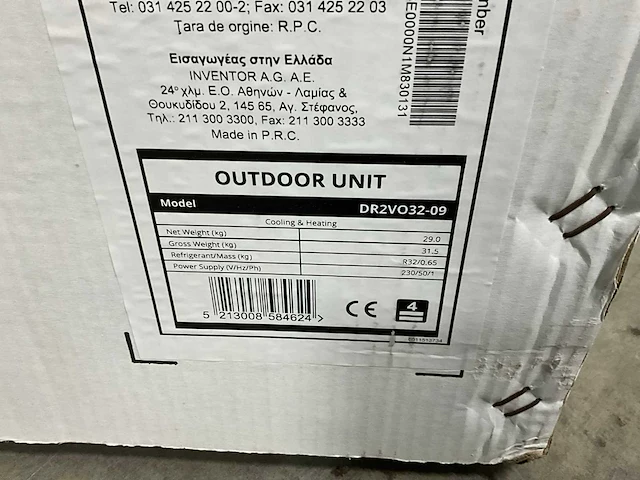 Tel: 031 425 22 00-2; Fax: 031 425 22 03
Ţara de orgine: R.P.C.
Εισαγωγέας στην Ελλάδα
INVENTOR A.G. A.E.
24ο χλμ. Ε.Ο. Αθηνών - Λαμίας &
Θουκυδίδου 2, 145 65, Αγ. Στέφανος,
Τηλ.: 211 300 3300, Fax: 211 300 3333
Made in P.R.C.
E0000N1M830131
OUTDOOR UNIT
Model DR2VO32-09
Cooling & Heating
Net Weight (kg) 29.0
Gross Weight (kg) 31.5
Refrigerant/Mass (kg) R32/0.65
Power Supply (V/Hz/Ph) 230/50/1
5 213008 584624 >
CE
4